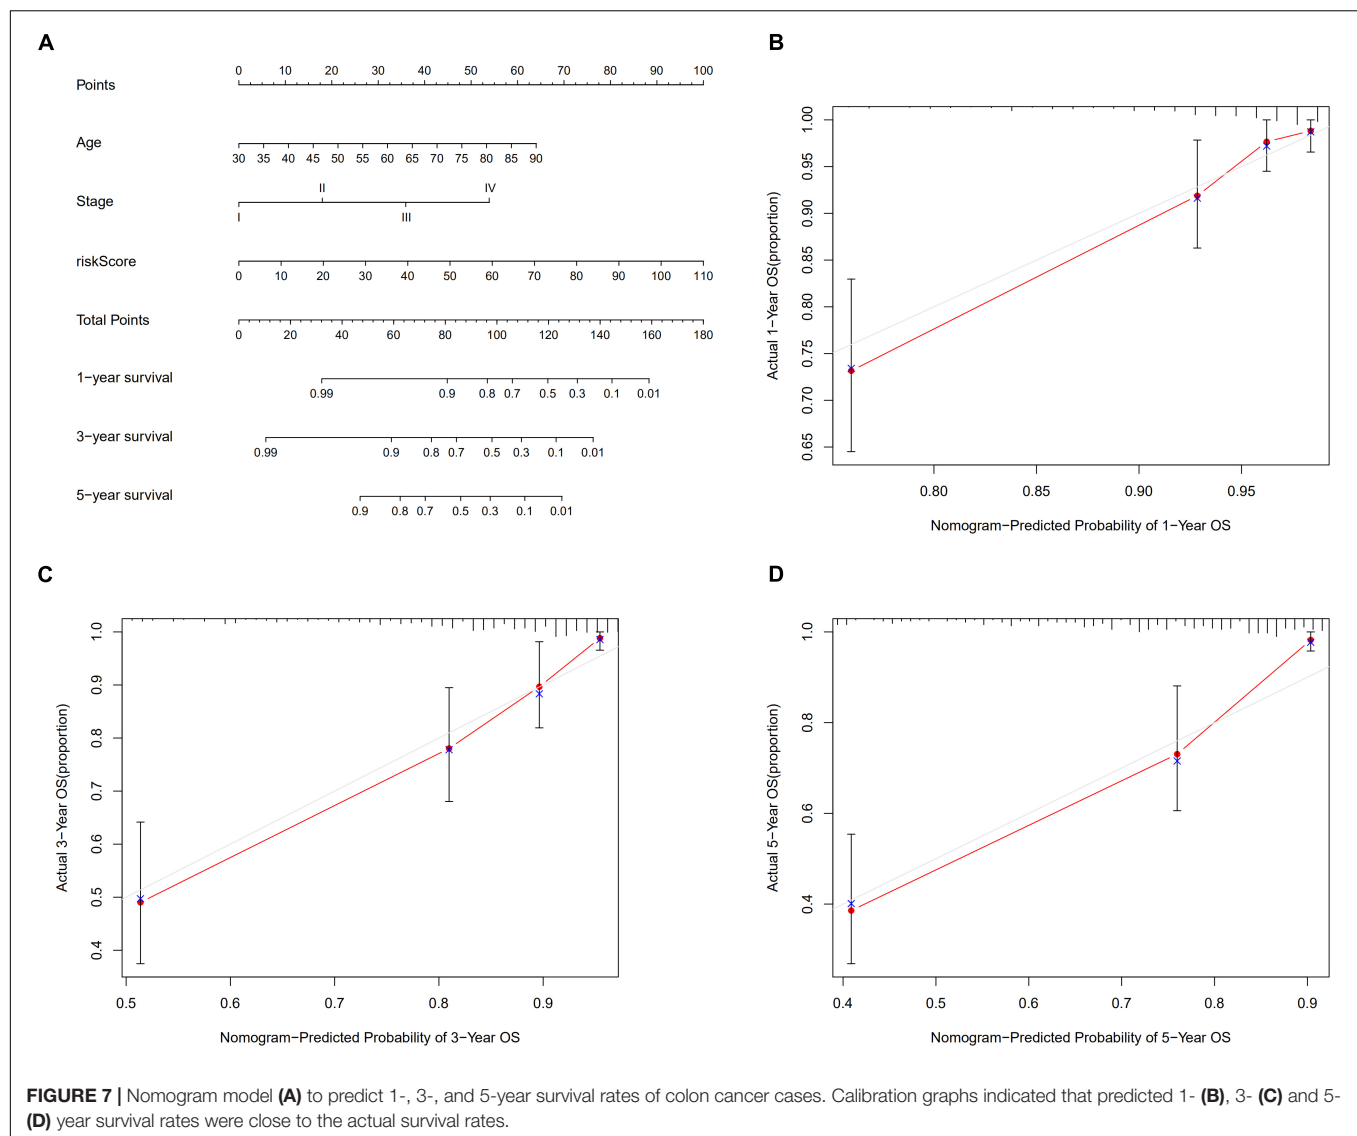 A
Points
0 10 20 30 40 50 60 70 80 90 100
Age
30 35 40 45 50 55 60 65 70 75 80 85 90
Stage
II IV
I III
riskScore
0 10 20 30 40 50 60 70 80 90 100 110
Total Points
0 20 40 60 80 100 120 140 160 180
1−year survival
0.99 0.9 0.8 0.7 0.5 0.3 0.1 0.01
3−year survival
0.99 0.9 0.8 0.7 0.5 0.3 0.1 0.01
5−year survival
0.9 0.8 0.7 0.5 0.3 0.1 0.01
B
Actual 1−Year OS(proportion)
0.65 0.70 0.75 0.80 0.85 0.90 0.95 1.00
0.80 0.85 0.90 0.95
Nomogram−Predicted Probability of 1−Year OS
C
Actual 3−Year OS(proportion)
0.4 0.5 0.6 0.7 0.8 0.9 1.0
0.5 0.6 0.7 0.8 0.9
Nomogram−Predicted Probability of 3−Year OS
D
Actual 5−Year OS(proportion)
0.4 0.6 0.8 1.0
0.4 0.5 0.6 0.7 0.8 0.9
Nomogram−Predicted Probability of 5−Year OS
FIGURE 7 | Nomogram model (A) to predict 1-, 3-, and 5-year survival rates of colon cancer cases. Calibration graphs indicated that predicted 1- (B), 3- (C) and 5-
(D) year survival rates were close to the actual survival rates.